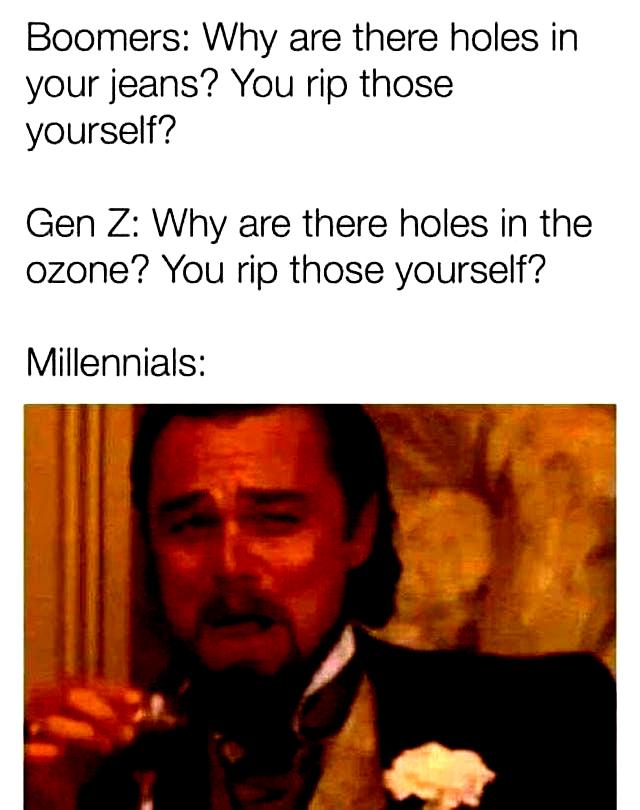 Boomers: Why are there holes in
your jeans? You rip those
yourself?
Gen Z: Why are there holes in the
ozone? You rip those yourself?
Millennials: